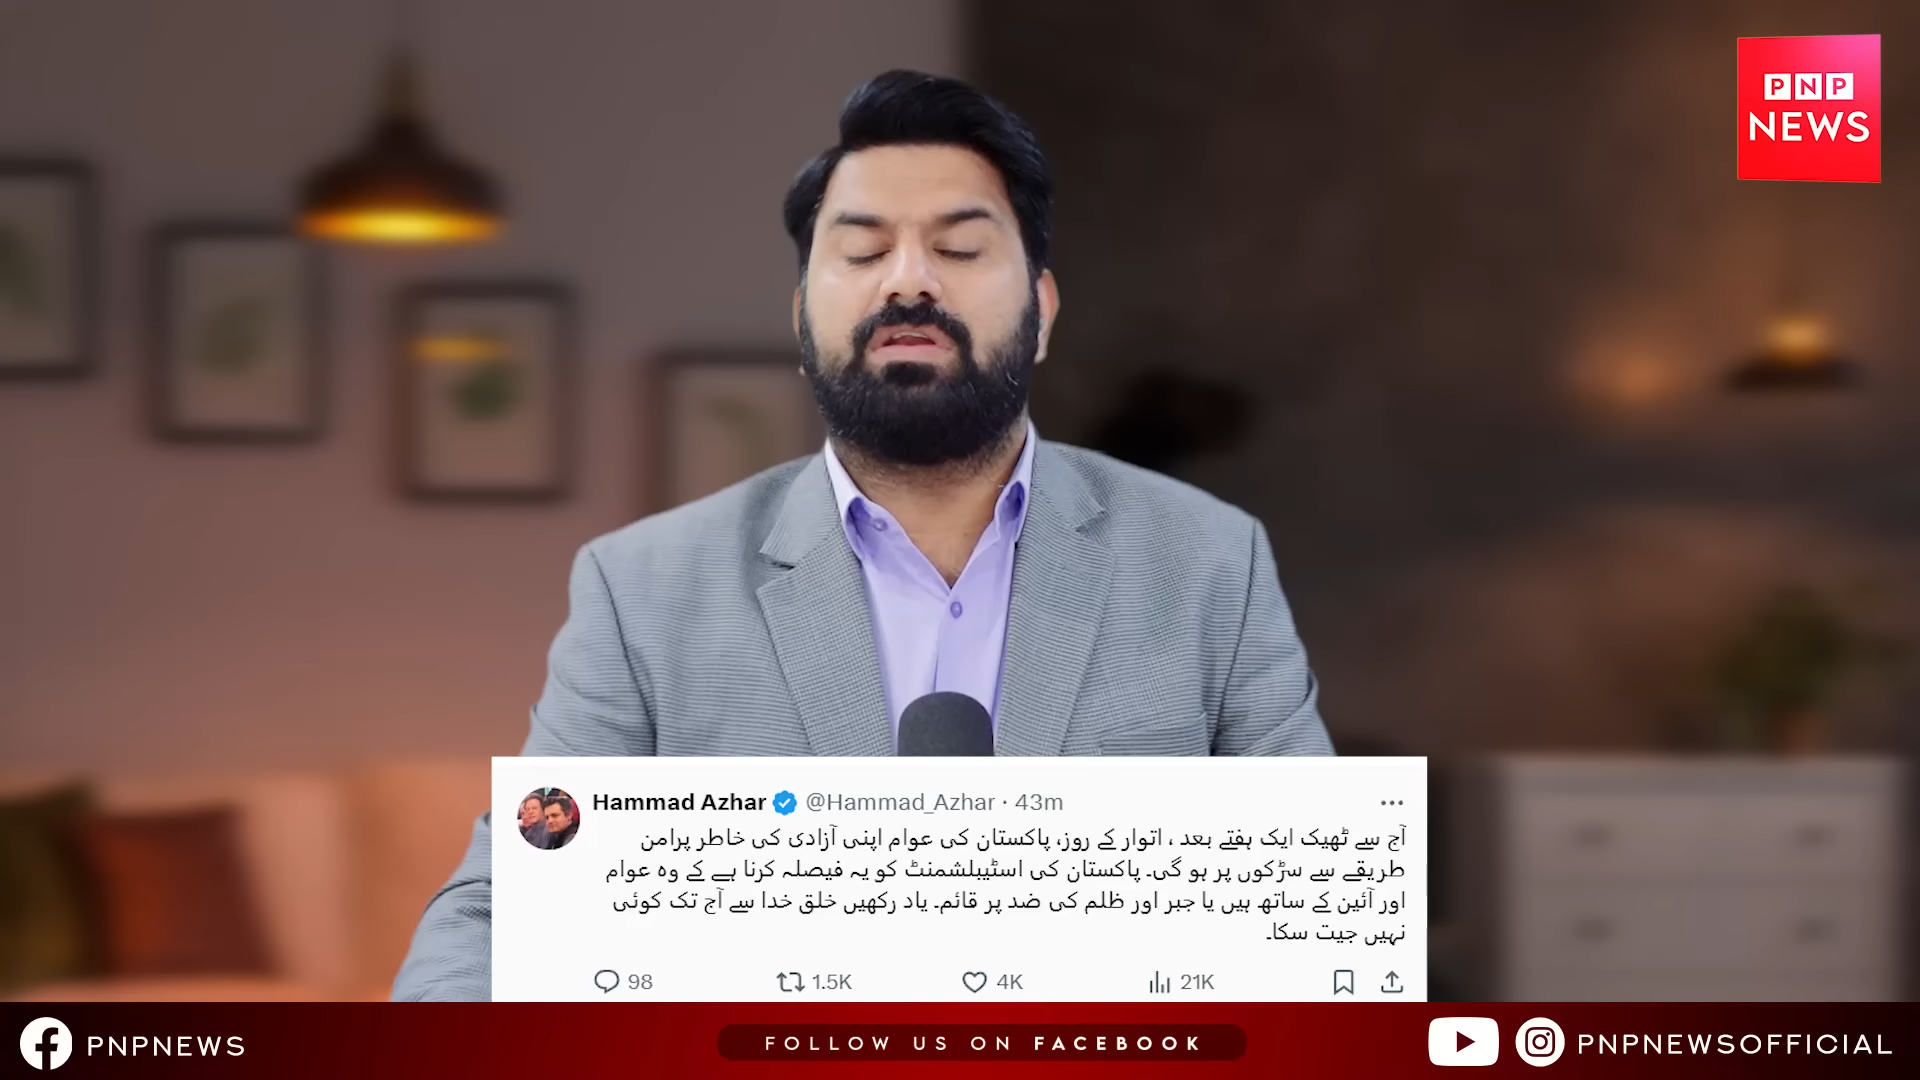 PNP
NEWS
Hammad Azhar @Hammad_Azhar · 43m
آج سے ٹھیک ایک ہفتے بعد ، اتوار کے روز، پاکستان کی عوام اپنی آزادی کی خاطر پرامن
طریقے سے سڑکوں پر ہو گی۔ پاکستان کی اسٹیبلشمنٹ کو یہ فیصلہ کرنا ہے کے وہ عوام
اور آئین کے ساتھ ہیں یا جبر اور ظلم کی ضد پر قائم۔ یاد رکھیں خلق خدا سے آج تک کوئی
نہیں جیت سکا۔
98 1.5K 4K 21K
PNPNEWS
FOLLOW US ON FACEBOOK
PNPNEWSOFFICIAL